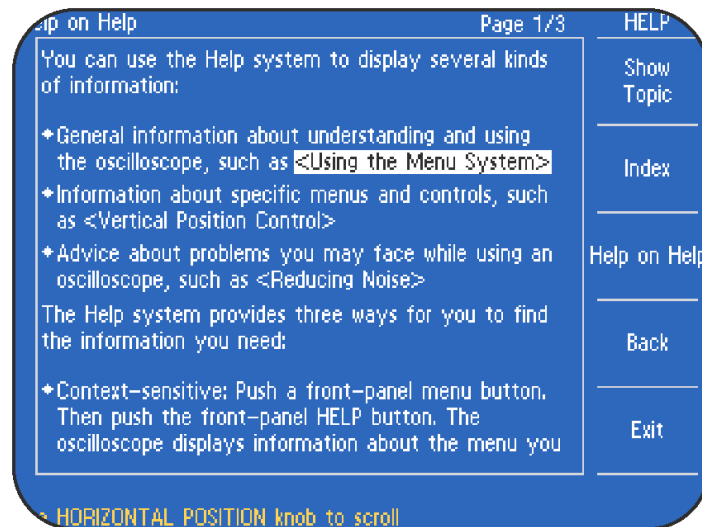 lp on Help Page 1/3 HELP
You can use the Help system to display several kinds
of information:
Show
Topic
◆General information about understanding and using
the oscilloscope, such as <Using the Menu System>
Index
◆Information about specific menus and controls, such
as <Vertical Position Control>
◆Advice about problems you may face while using an
oscilloscope, such as <Reducing Noise>
Help on Help
The Help system provides three ways for you to find
the information you need:
Back
◆Context-sensitive: Push a front-panel menu button.
Then push the front-panel HELP button. The
oscilloscope displays information about the menu you
Exit
HORIZONTAL POSITION knob to scroll